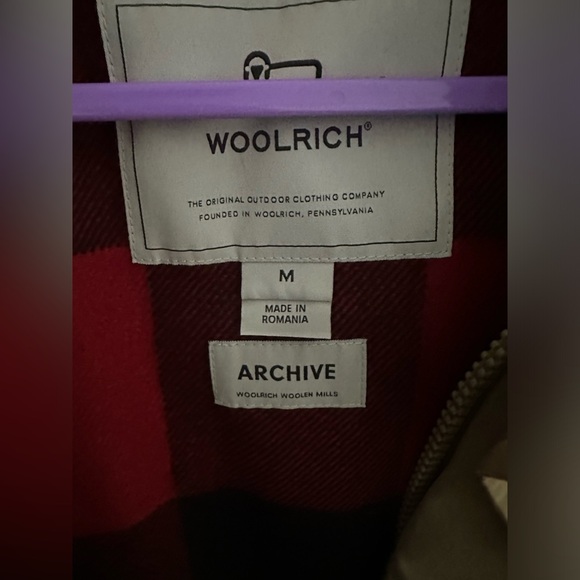 WOOLRICH®
THE ORIGINAL OUTDOOR CLOTHING COMPANY
FOUNDED IN WOOLRICH, PENNSYLVANIA
M
MADE IN
ROMANIA
ARCHIVE
WOOLRICH WOOLEN MILLS